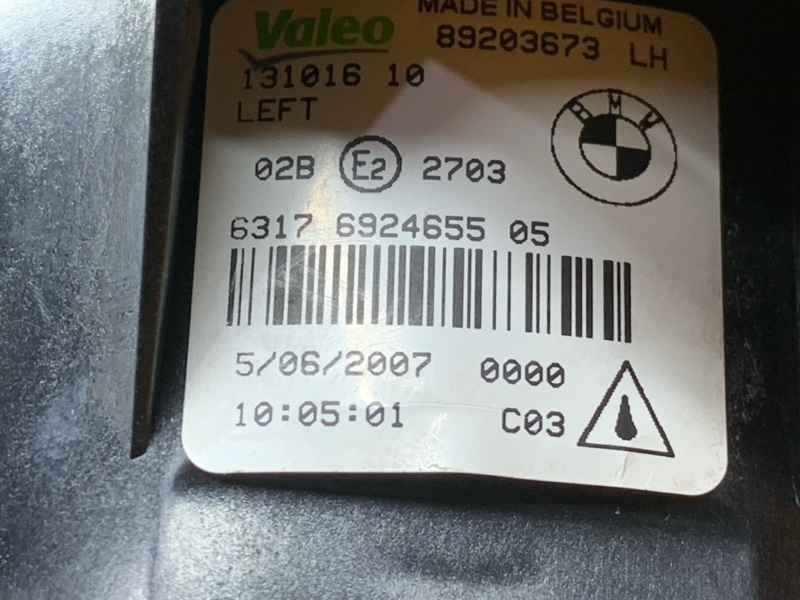 Valeo MADE IN BELGIUM
89203673 LH
131016 10
LEFT
BMW
02B E2 2703
6317 6924655 05
5/06/2007 0000
10:05:01 C03